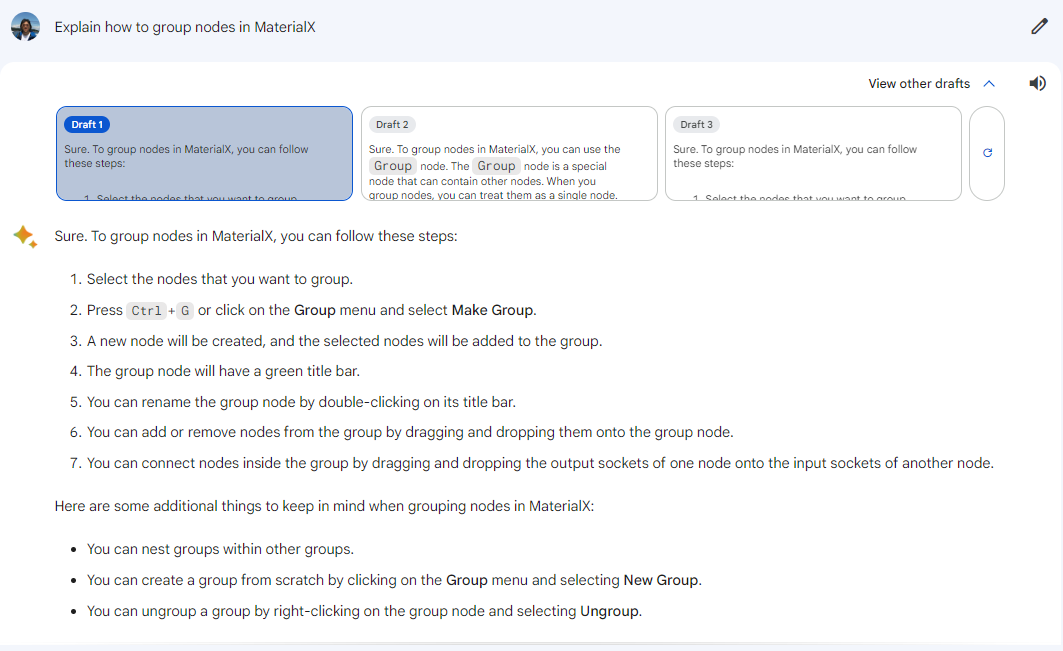 Explain how to group nodes in MaterialX
View other drafts
Draft 1
Sure. To group nodes in MaterialX, you can follow
these steps:
1. Select the nodes that you want to group.
Draft 2
Sure. To group nodes in MaterialX, you can use the
Group node. The Group node is a special
node that can contain other nodes. When you
group nodes, you can treat them as a single node.
Draft 3
Sure. To group nodes in MaterialX, you can follow
these steps:
1. Select the nodes that you want to group.
Sure. To group nodes in MaterialX, you can follow these steps:
1. Select the nodes that you want to group.
2. Press Ctrl + G or click on the Group menu and select Make Group.
3. A new node will be created, and the selected nodes will be added to the group.
4. The group node will have a green title bar.
5. You can rename the group node by double-clicking on its title bar.
6. You can add or remove nodes from the group by dragging and dropping them onto the group node.
7. You can connect nodes inside the group by dragging and dropping the output sockets of one node onto the input sockets of another node.
Here are some additional things to keep in mind when grouping nodes in MaterialX:
• You can nest groups within other groups.
• You can create a group from scratch by clicking on the Group menu and selecting New Group.
• You can ungroup a group by right-clicking on the group node and selecting Ungroup.